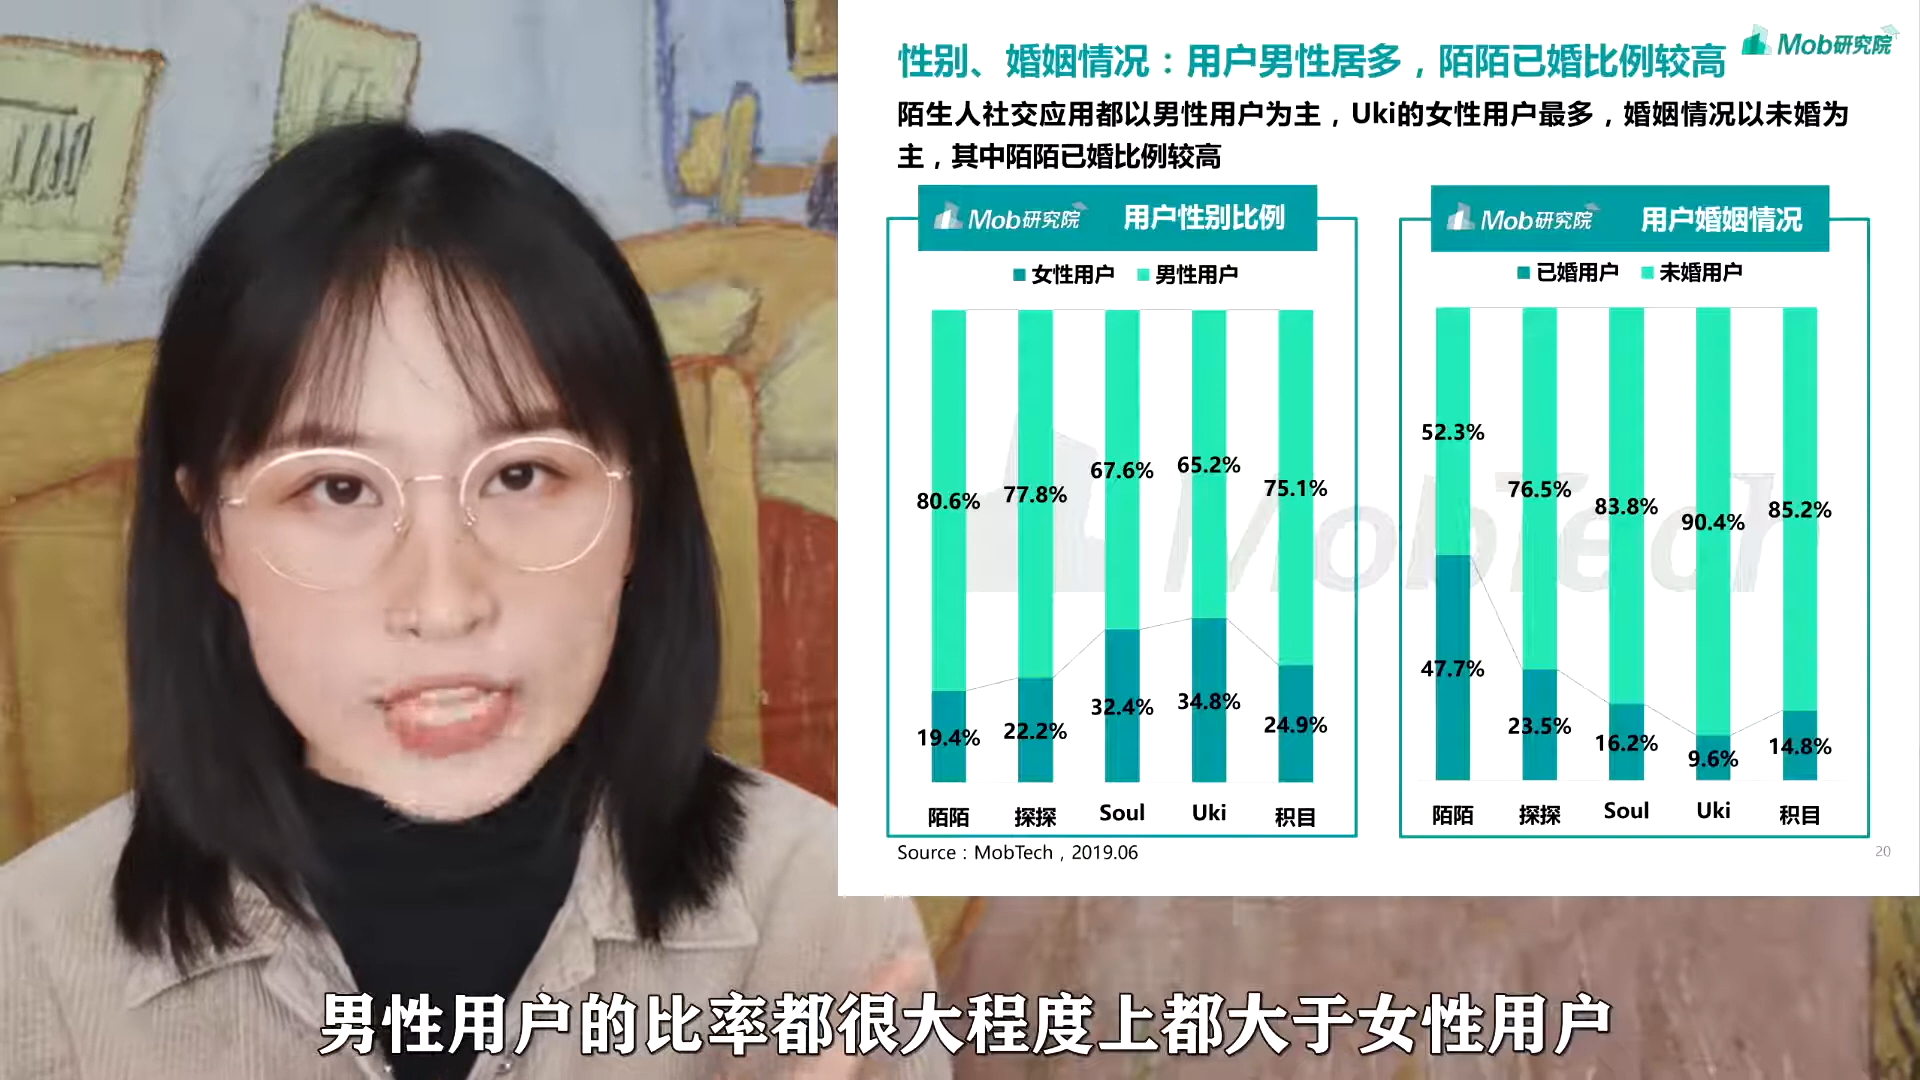 性别、婚姻情况：用户男性居多，陌陌已婚比例较高
Mob研究院
陌生人社交应用都以男性用户为主，Uki的女性用户最多，婚姻情况以未婚为
主，其中陌陌已婚比例较高
Mob研究院 用户性别比例
女性用户 男性用户
80.6% 77.8% 67.6% 65.2% 75.1%
19.4% 22.2% 32.4% 34.8% 24.9%
陌陌 探探 Soul Uki 积目
Mob研究院 用户婚姻情况
已婚用户 未婚用户
52.3% 76.5% 83.8% 90.4% 85.2%
47.7% 23.5% 16.2% 9.6% 14.8%
陌陌 探探 Soul Uki 积目
MobTech
Source：MobTech，2019.06
20
男性用户的比率都很大程度上都大于女性用户